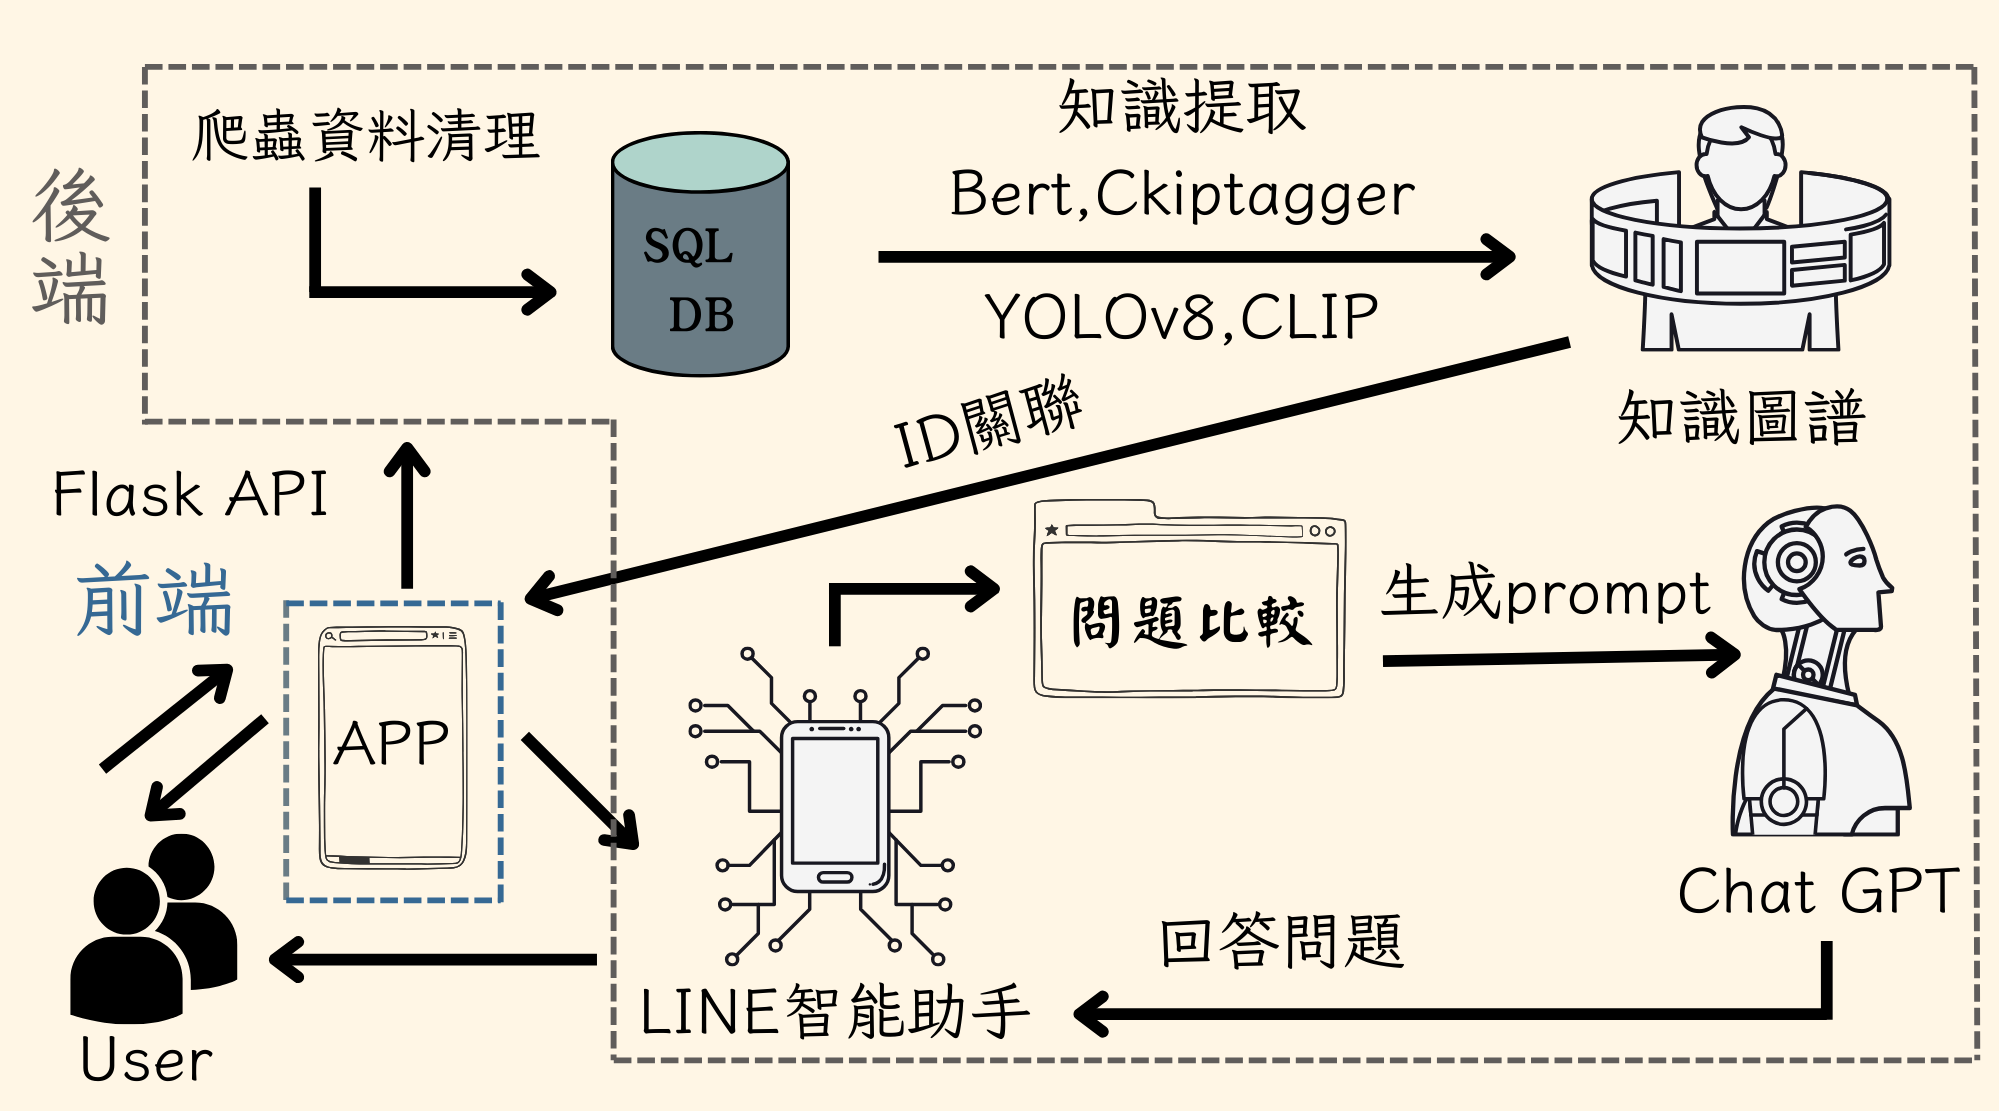 後端
爬蟲資料清理
SQL
DB
知識提取
Bert,Ckiptagger
YOLOv8,CLIP
知識圖譜
ID關聯
Flask API
前端
APP
問題比較
生成prompt
Chat GPT
回答問題
LINE智能助手
User